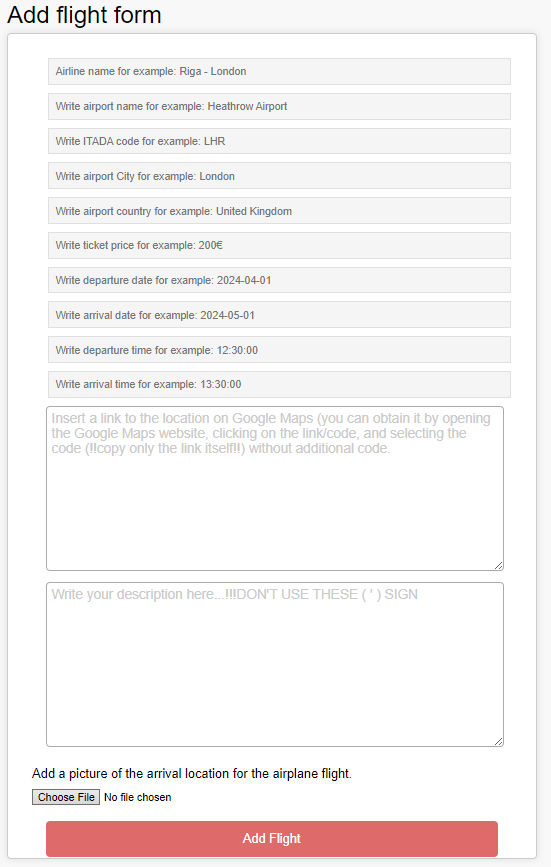 Add flight form
Airline name for example: Riga - London
Write airport name for example: Heathrow Airport
Write ITADA code for example: LHR
Write airport City for example: London
Write airport country for example: United Kingdom
Write ticket price for example: 200€
Write departure date for example: 2024-04-01
Write arrival date for example: 2024-05-01
Write departure time for example: 12:30:00
Write arrival time for example: 13:30:00
Insert a link to the location on Google Maps (you can obtain it by opening
the Google Maps website, clicking on the link/code, and selecting the
code (!!copy only the link itself!!) without additional code.
Write your description here...!!!DON'T USE THESE ( ' ) SIGN
Add a picture of the arrival location for the airplane flight.
Choose File No file chosen
Add Flight